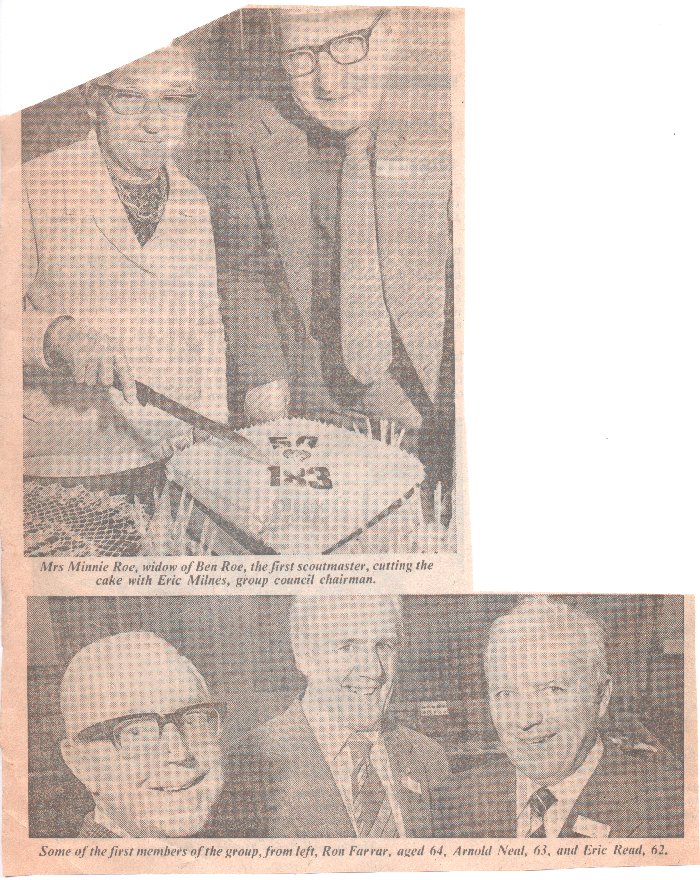 50
183
Mrs Minnie Roe, widow of Ben Roe, the first scoutmaster, cutting the
cake with Eric Milnes, group council chairman.
Some of the first members of the group, from left, Ron Farrar, aged 64, Arnold Neal, 63, and Eric Read, 62.